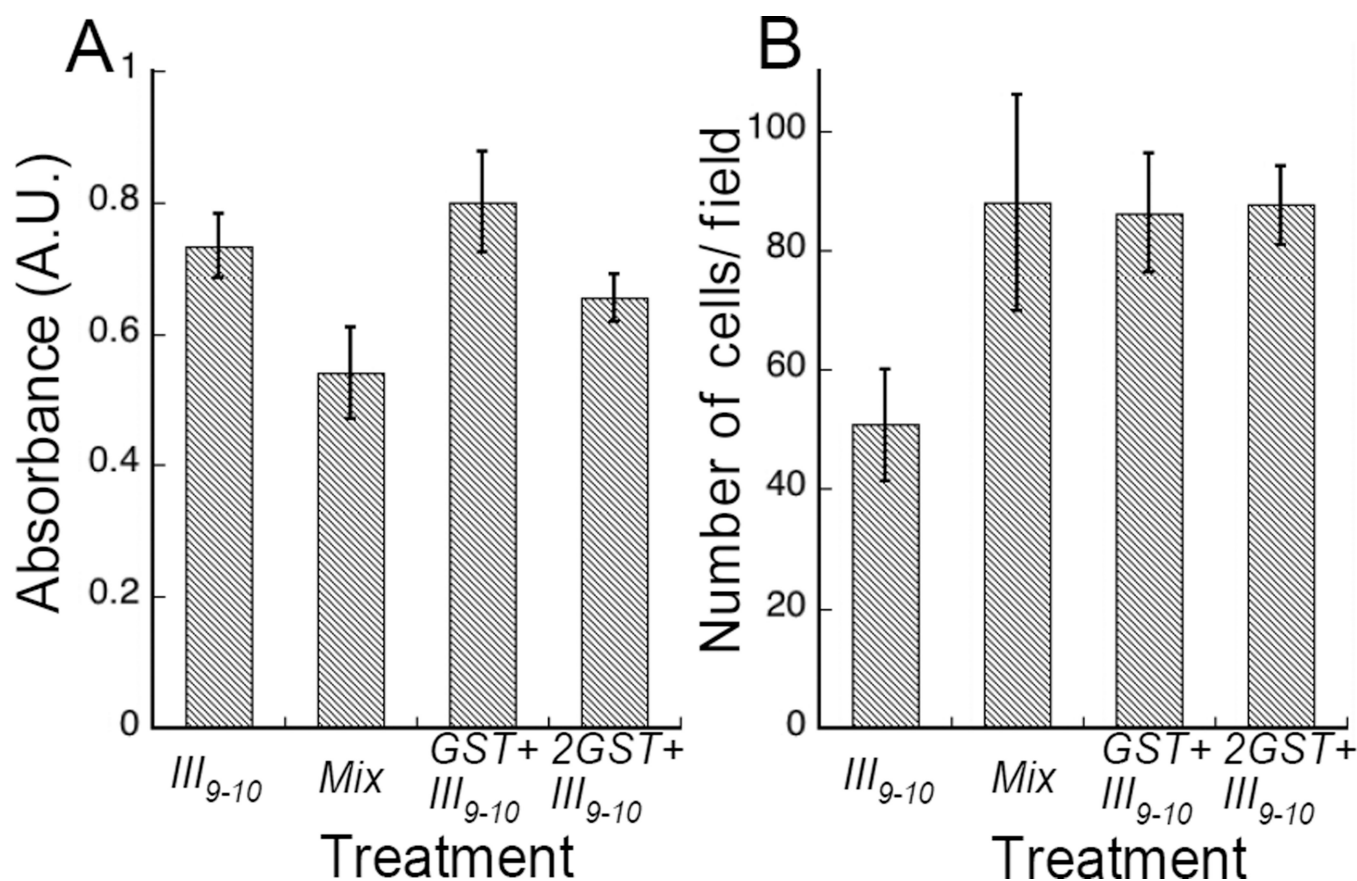 A
1
0.8
0.6
0.4
0.2
0
Absorbance (A.U.)
III9-10
Mix
GST+
III9-10
2GST+
III9-10
Treatment
B
100
80
60
40
20
0
Number of cells/field
III9-10
Mix
GST+
III9-10
2GST+
III9-10
Treatment